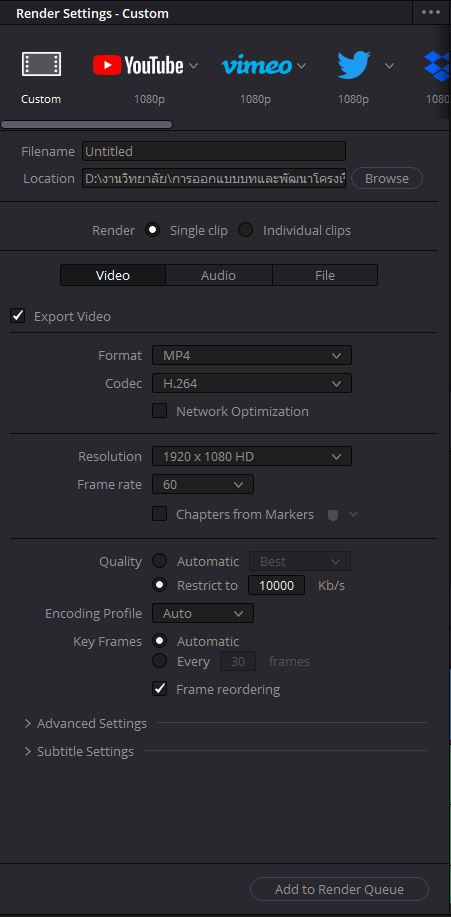 Render Settings - Custom
YouTube vimeo
Custom 1080p 1080p 1080p 1080
Filename Untitled
Location D:\งานวิทยาลัย\การออกแบบบทและพัฒนาโครงเรื Browse
Render Single clip Individual clips
Video Audio File
Export Video
Format MP4
Codec H.264
Network Optimization
Resolution 1920 x 1080 HD
Frame rate 60
Chapters from Markers
Quality Automatic Best
Restrict to 10000 Kb/s
Encoding Profile Auto
Key Frames Automatic
Every 30 frames
Frame reordering
Advanced Settings
Subtitle Settings
Add to Render Queue